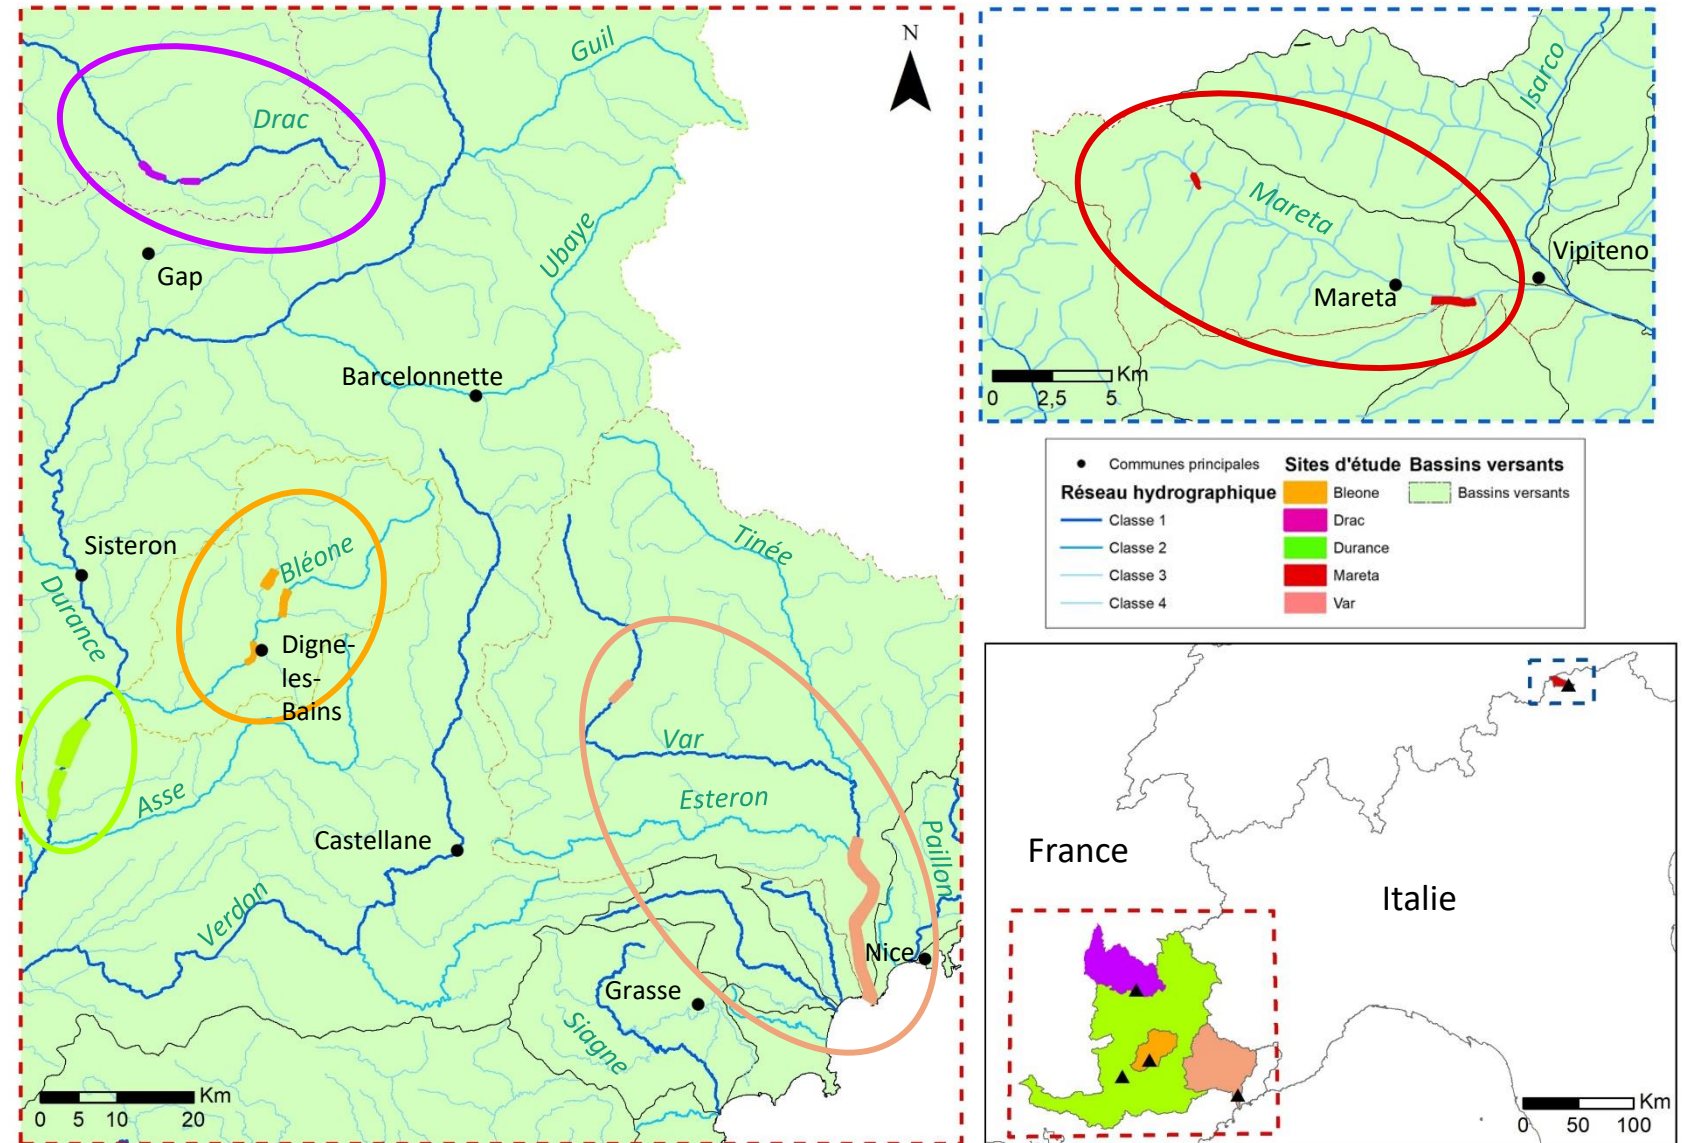 Guil
N
Drac
Ubaye
Gap
Barcelonnette
Sisteron
Bléone
Tinée
Durance
Digne-
les-
Bains
Var
Asse
Esteron
Castellane
Paillon
Verdon
Nice
Grasse
Siagne
Km
0 5 10 20
Isarco
Mareta
Vipiteno
Mareta
Km
0 2,5 5
Communes principales
Réseau hydrographique
Classe 1
Classe 2
Classe 3
Classe 4
Sites d'étude
Bleone
Drac
Durance
Mareta
Var
Bassins versants
Bassins versants
France
Italie
Km
0 50 100